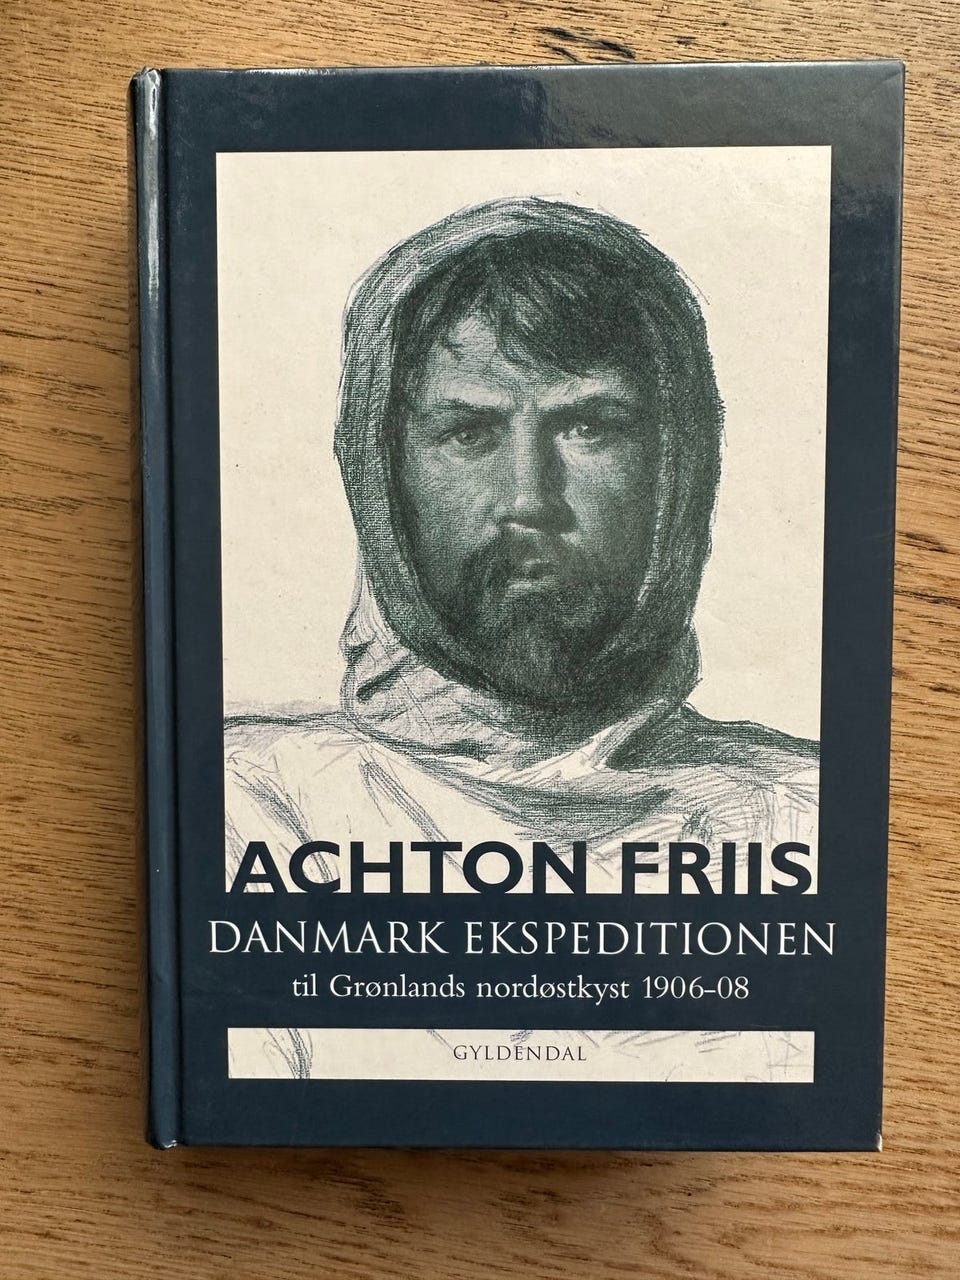 ACHTON FRIIS
DANMARK EKSPEDITIONEN
til Grønlands nordøstkyst 1906–08
GYLDENDAL